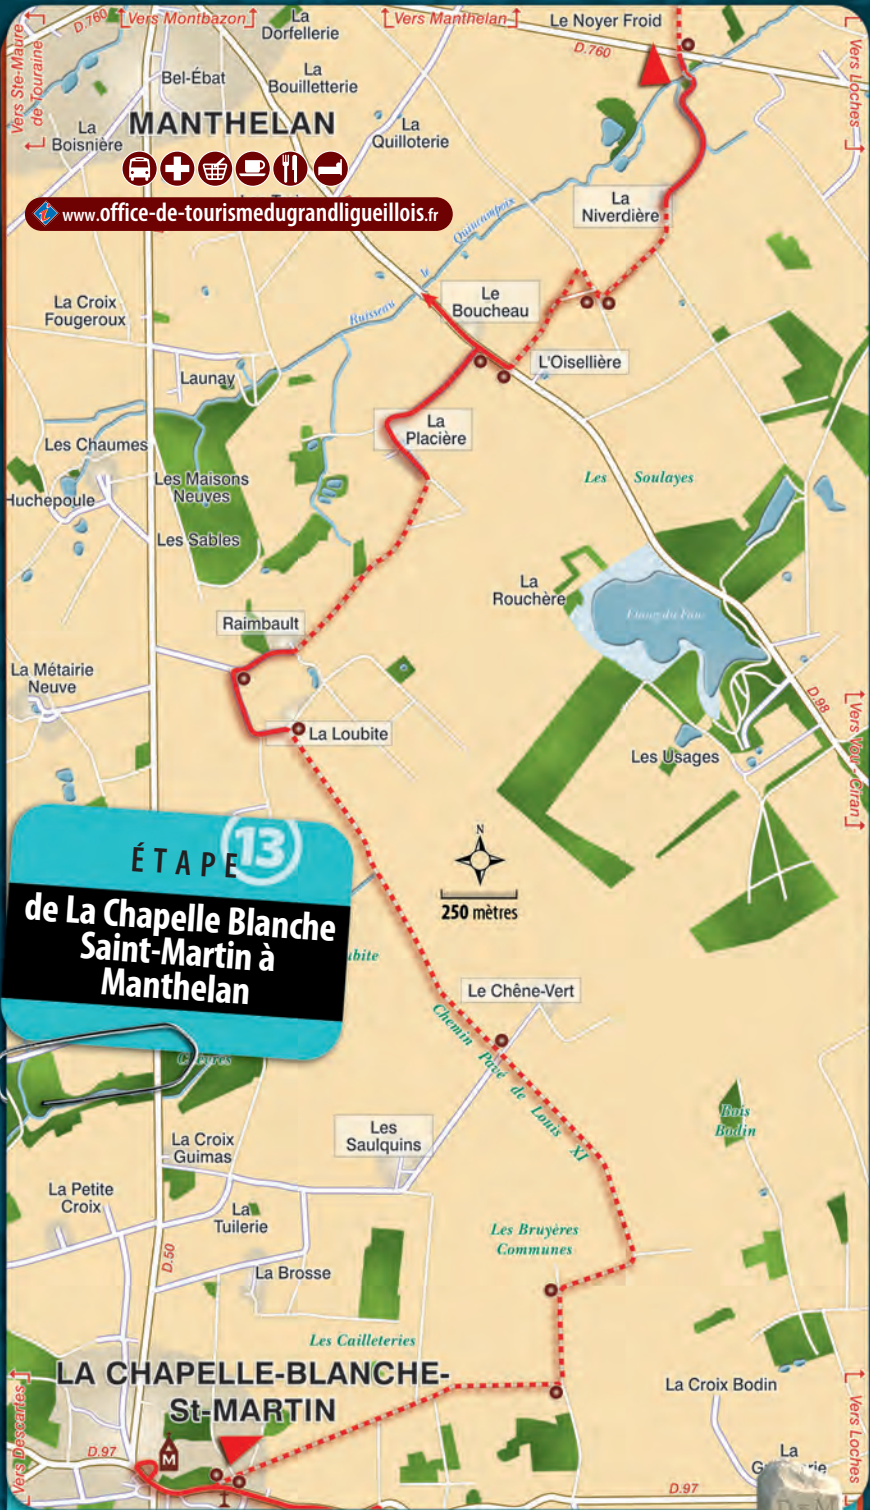 D.760
Vers Montbazon
La
Dorfellerie
Vers Manthelan
Le Noyer Froid
D.760
Vers Ste-Maure
de Touraine
Vers Loches
Bel-Ébat
La
Bouilletterie
La
Boisnière
MANTHELAN
La
Quilloterie
www.office-de-tourismedugrandligueillois.fr
La
Niverdière
Ruisseau le Quincampoix
La Croix
Fougeroux
Le
Boucheau
L'Oisellière
Launay
La
Placière
Les Chaumes
Les Maisons
Neuves
Les Soulayes
Huchepoule
Les Sables
La
Rouchère
Étang du Fau
Raimbault
La Métairie
Neuve
D.98
Vers Vou - Ciran
La Loubite
Les Usages
N
250 mètres
ÉTAPE 13
de La Chapelle Blanche
Saint-Martin à
Manthelan
Le Chêne-Vert
Chemin Pavé de Louis XI
Bois
Bodin
Les
Saulquins
La Croix
Guimas
La Petite
Croix
La
Tuilerie
D.50
Les Bruyères
Communes
La Brosse
Les Cailleteries
LA CHAPELLE-BLANCHE-
St-MARTIN
La Croix Bodin
Vers Descartes
Vers Loches
D.97
M
La
D.97